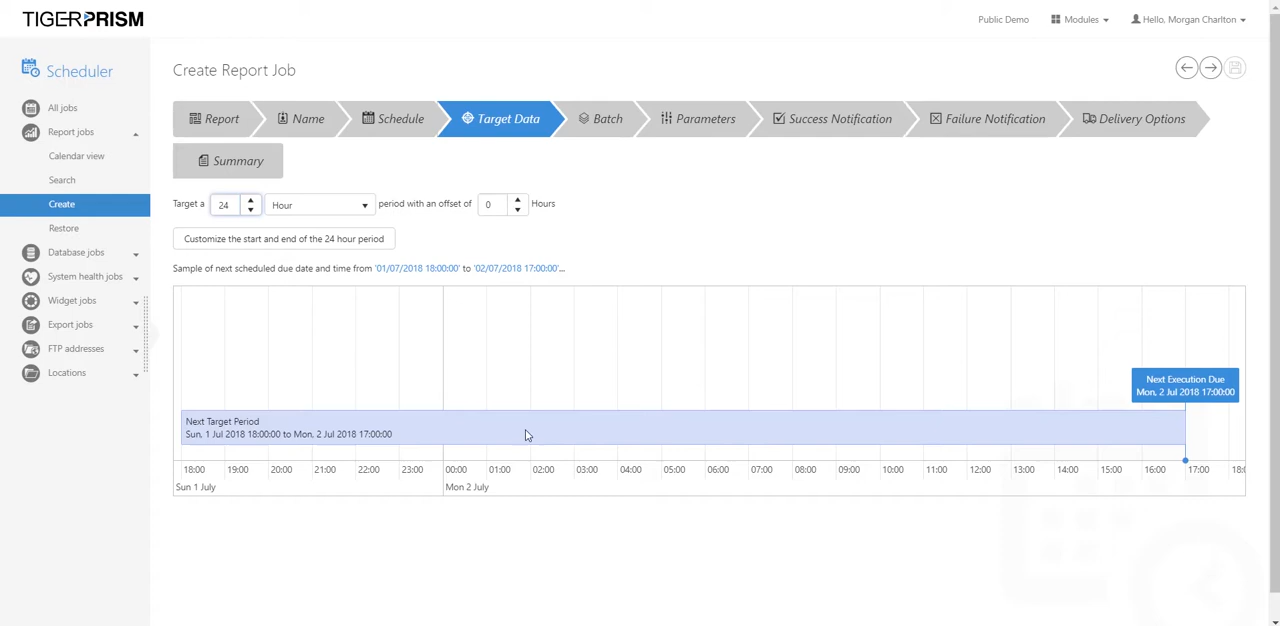 TIGERPRISM
Public Demo
Modules
Hello, Morgan Charlton
Scheduler
All jobs
Report jobs
Calendar view
Search
Create
Restore
Database jobs
System health jobs
Widget jobs
Export jobs
FTP addresses
Locations
Create Report Job
Report
Name
Schedule
Target Data
Batch
Parameters
Success Notification
Failure Notification
Delivery Options
Summary
Target a 24 Hour period with an offset of 0 Hours
Customize the start and end of the 24 hour period
Sample of next scheduled due date and time from '01/07/2018 18:00:00' to '02/07/2018 17:00:00'...
Next Execution Due
Mon, 2 Jul 2018 17:00:00
Next Target Period
Sun, 1 Jul 2018 18:00:00 to Mon, 2 Jul 2018 17:00:00
18:00 19:00 20:00 21:00 22:00 23:00 00:00 01:00 02:00 03:00 04:00 05:00 06:00 07:00 08:00 09:00 10:00 11:00 12:00 13:00 14:00 15:00 16:00 17:00 18:
Sun 1 July Mon 2 July